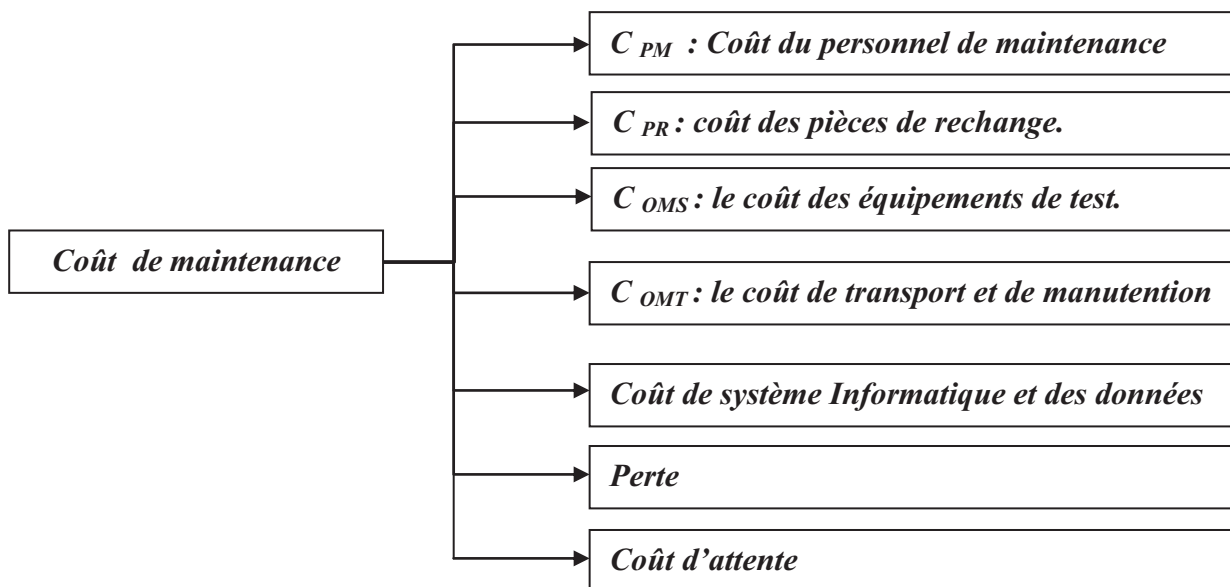 C PM : Coût du personnel de maintenance
C PR : coût des pièces de rechange.
C OMS : le coût des équipements de test.
Coût de maintenance
C OMT : le coût de transport et de manutention
Coût de système Informatique et des données
Perte
Coût d’attente